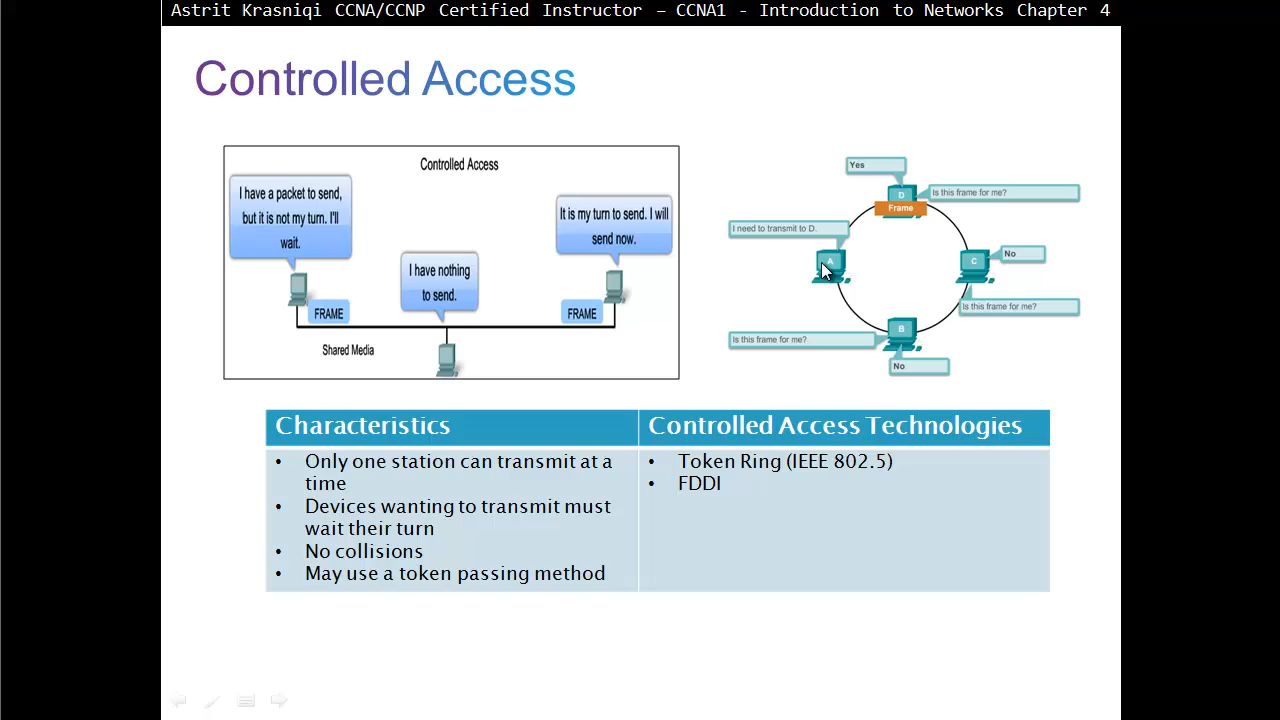 Astrit Krasniqi CCNA/CCNP Certified Instructor – CCNA1 - Introduction to Networks Chapter 4
Controlled Access
Controlled Access
I have a packet to send,
but it is not my turn. I'll
wait.
I have nothing
to send.
It is my turn to send. I will
send now.
FRAME
FRAME
Shared Media
Yes
D
Is this frame for me?
Frame
I need to transmit to D.
A
C
No
Is this frame for me?
B
Is this frame for me?
No
Characteristics
• Only one station can transmit at a
time
• Devices wanting to transmit must
wait their turn
• No collisions
• May use a token passing method
Controlled Access Technologies
• Token Ring (IEEE 802.5)
• FDDI